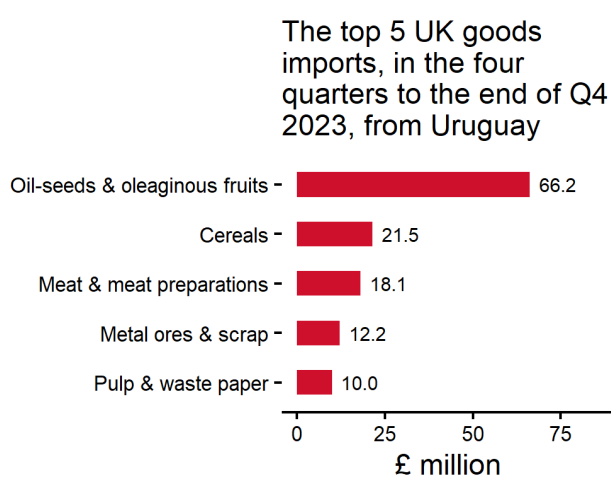 The top 5 UK goods
imports, in the four
quarters to the end of Q4
2023, from Uruguay
Oil-seeds & oleaginous fruits 66.2
Cereals 21.5
Meat & meat preparations 18.1
Metal ores & scrap 12.2
Pulp & waste paper 10.0
0 25 50 75
£ million